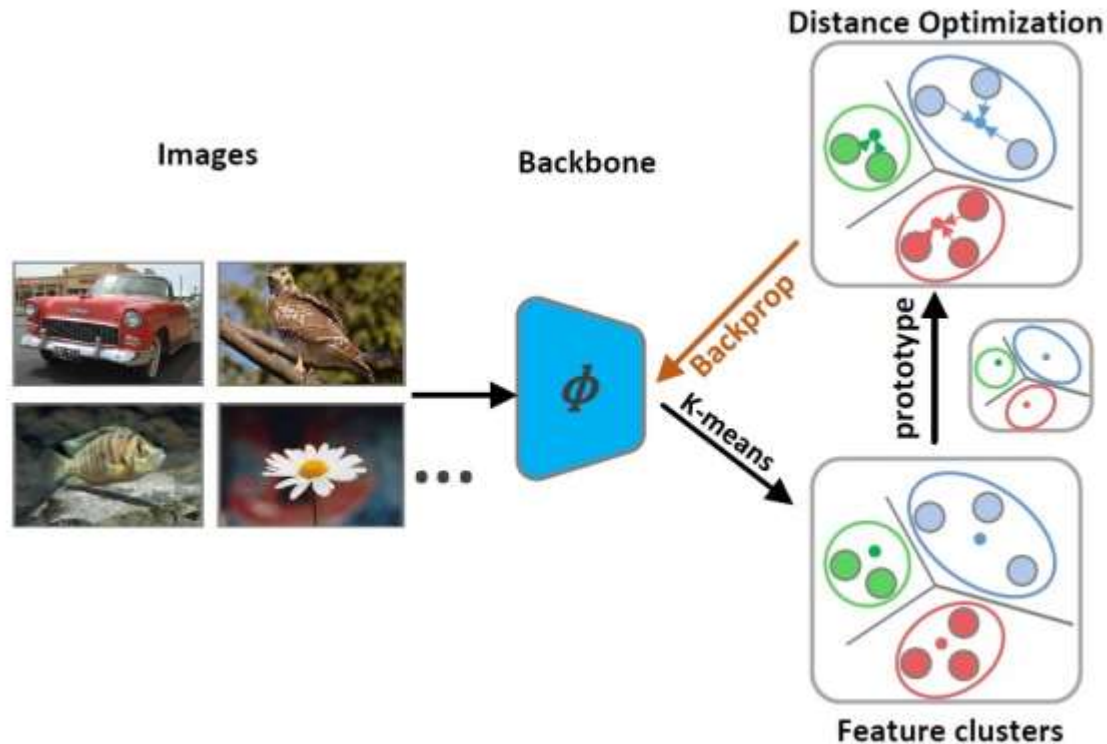 Distance Optimization
Images
Backbone
Backprop
ϕ
K-means
prototype
Feature clusters